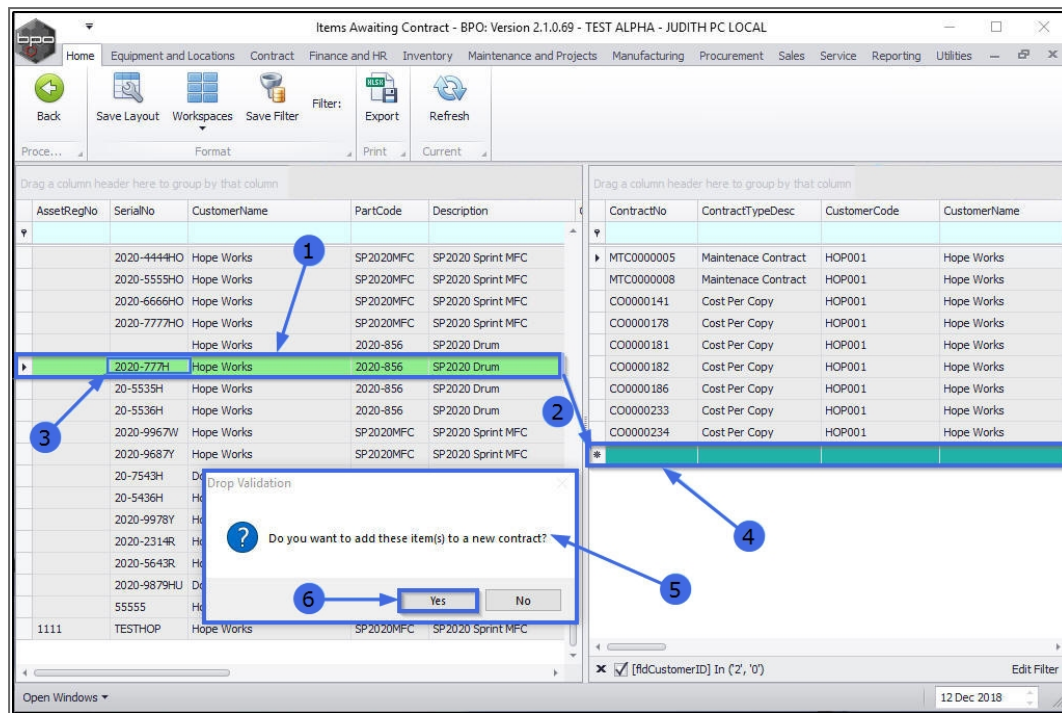 Items Awaiting Contract - BPO: Version 2.1.0.69 - TEST ALPHA - JUDITH PC LOCAL
bpo
Home Equipment and Locations Contract Finance and HR Inventory Maintenance and Projects Manufacturing Procurement Sales Service Reporting Utilities
Back Save Layout Workspaces Save Filter Filter: XLSX Export Refresh
Proce... Format Print Current
Drag a column header here to group by that column
AssetRegNo SerialNo CustomerName PartCode Description
2020-4444HO Hope Works SP2020MFC SP2020 Sprint MFC
2020-5555HO Hope Works SP2020MFC SP2020 Sprint MFC
2020-6666HO Hope Works SP2020MFC SP2020 Sprint MFC
2020-7777HO Hope Works SP2020MFC SP2020 Sprint MFC
Hope Works 2020-856 SP2020 Drum
2020-777H Hope Works 2020-856 SP2020 Drum
20-5535H Hope Works 2020-856 SP2020 Drum
20-5536H Hope Works 2020-856 SP2020 Drum
2020-9967W Hope Works SP2020MFC SP2020 Sprint MFC
2020-9687Y Hope Works SP2020MFC SP2020 Sprint MFC
20-7543H
20-5436H
2020-9978Y
2020-2314R
2020-5643R
2020-9879HU
55555
1111 TESTHOP Hope Works SP2020MFC SP2020 Sprint MFC
Drag a column header here to group by that column
ContractNo ContractTypeDesc CustomerCode CustomerName
MTC0000005 Maintenace Contract HOP001 Hope Works
MTC0000008 Maintenace Contract HOP001 Hope Works
CO0000141 Cost Per Copy HOP001 Hope Works
CO0000178 Cost Per Copy HOP001 Hope Works
CO0000181 Cost Per Copy HOP001 Hope Works
CO0000182 Cost Per Copy HOP001 Hope Works
CO0000186 Cost Per Copy HOP001 Hope Works
CO0000233 Cost Per Copy HOP001 Hope Works
CO0000234 Cost Per Copy HOP001 Hope Works
1
2
3
4
Drop Validation
? Do you want to add these item(s) to a new contract?
5
6
Yes No
[fldCustomerID] In ('2', '0') Edit Filter
Open Windows 12 Dec 2018